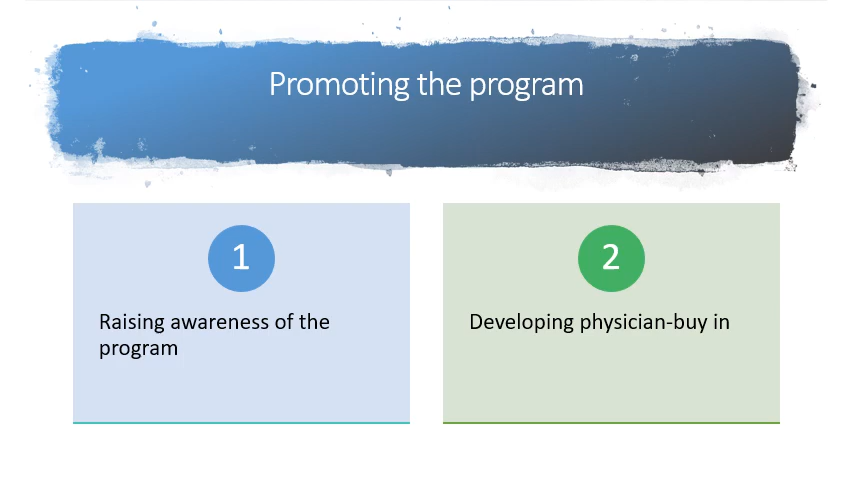 Promoting the program
1
Raising awareness of the
program
2
Developing physician-buy in